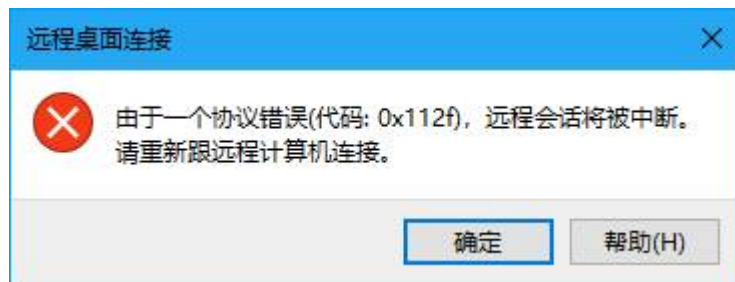 远程桌面连接
由于一个协议错误(代码: 0x112f)，远程会话将被中断。
请重新跟远程计算机连接。
确定
帮助(H)